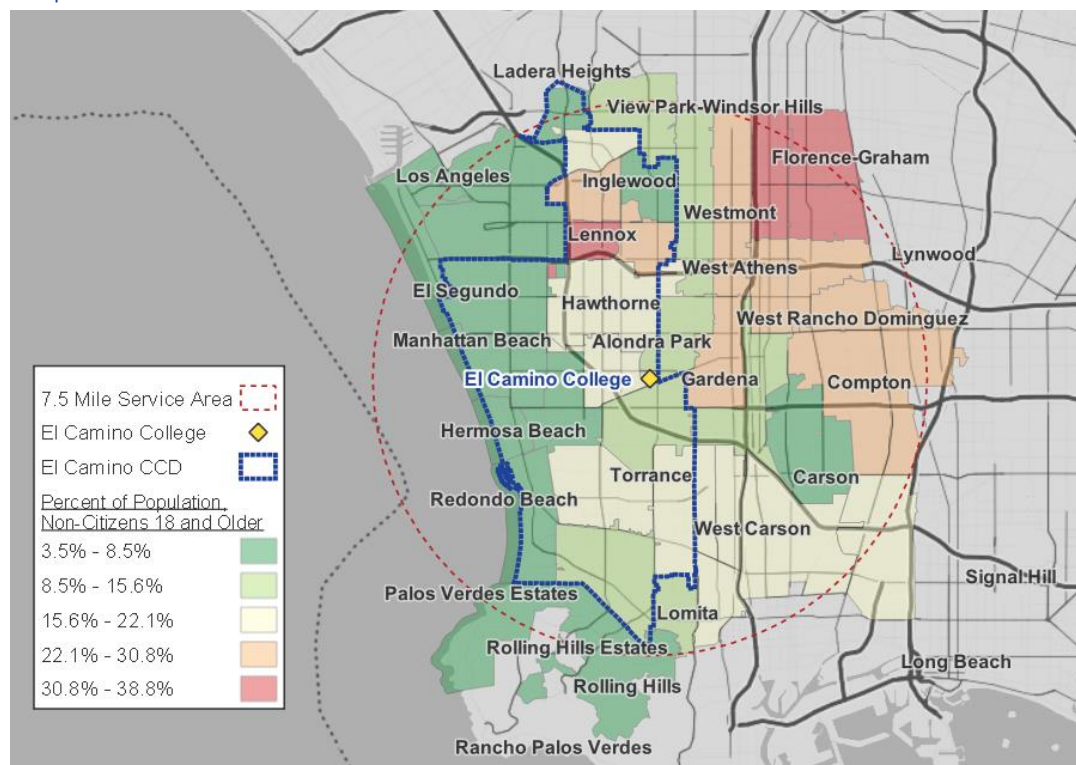 Ladera Heights
View Park-Windsor Hills
Florence-Graham
Los Angeles
Inglewood
Westmont
Lennox
Lynwood
West Athens
El Segundo
Hawthorne
West Rancho Dominguez
Manhattan Beach
Alondra Park
El Camino College
Gardena
Compton
Hermosa Beach
Torrance
Carson
Redondo Beach
West Carson
Signal Hill
Palos Verdes Estates
Lomita
Rolling Hills Estates
Long Beach
Rolling Hills
Rancho Palos Verdes
7.5 Mile Service Area
El Camino College
El Camino CCD
Percent of Population,
Non-Citizens 18 and Older
3.5% - 8.5%
8.5% - 15.6%
15.6% - 22.1%
22.1% - 30.8%
30.8% - 38.8%